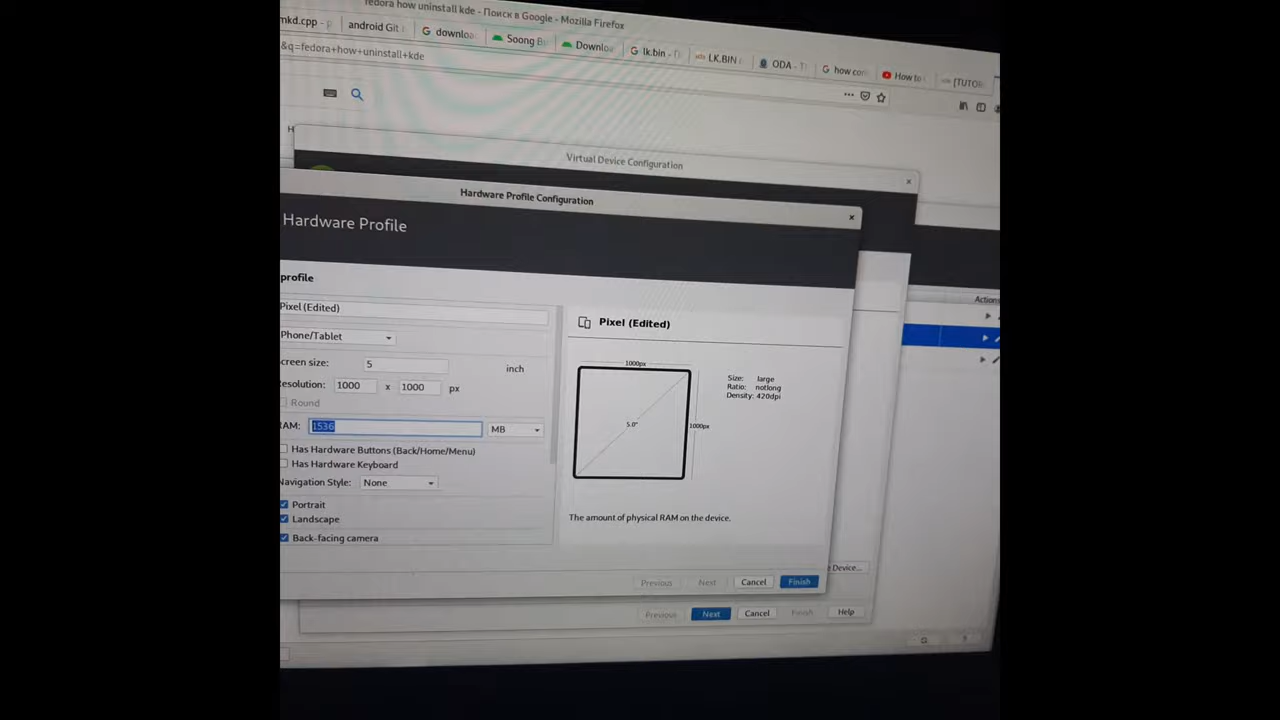 fedora how uninstall kde - Поиск в Google - Mozilla Firefox
mkd.cpp - android Git downloa Soong B Downloa lk.bin - LK.BIN ODA - T how con How to [TUTOR
&q=fedora+how+uninstall+kde
H
Virtual Device Configuration
Hardware Profile Configuration
Hardware Profile
profile
Pixel (Edited)
Phone/Tablet
creen size: 5 inch
esolution: 1000 x 1000 px
Round
RAM: 1536 MB
Has Hardware Buttons (Back/Home/Menu)
Has Hardware Keyboard
Navigation Style: None
Portrait
Landscape
Back-facing camera
Pixel (Edited)
1000px
5.0"
1000px
Size: large
Ratio: notlong
Density: 420dpi
The amount of physical RAM on the device.
Actions
Device...
Previous Next Cancel Finish
Previous Next Cancel Finish Help